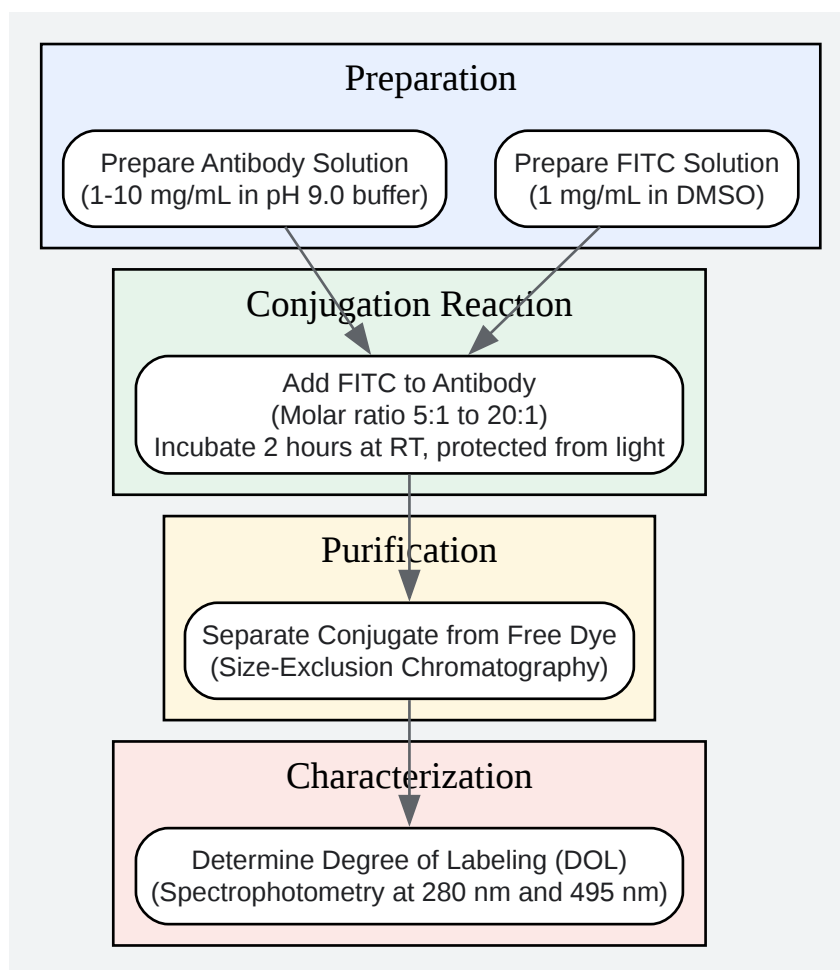 Preparation
Prepare Antibody Solution
(1-10 mg/mL in pH 9.0 buffer)
Prepare FITC Solution
(1 mg/mL in DMSO)
Conjugation Reaction
Add FITC to Antibody
(Molar ratio 5:1 to 20:1)
Incubate 2 hours at RT, protected from light
Purification
Separate Conjugate from Free Dye
(Size-Exclusion Chromatography)
Characterization
Determine Degree of Labeling (DOL)
(Spectrophotometry at 280 nm and 495 nm)